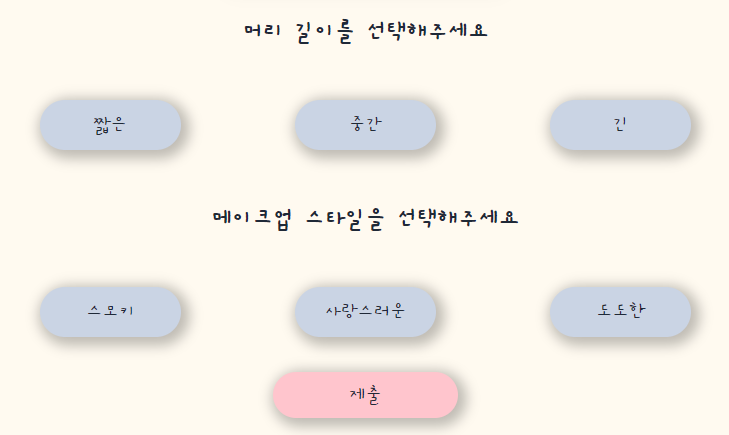 머리 길이를 선택해주세요
짧은 중간 긴
메이크업 스타일을 선택해주세요
스모키 사랑스러운 도도한
제출